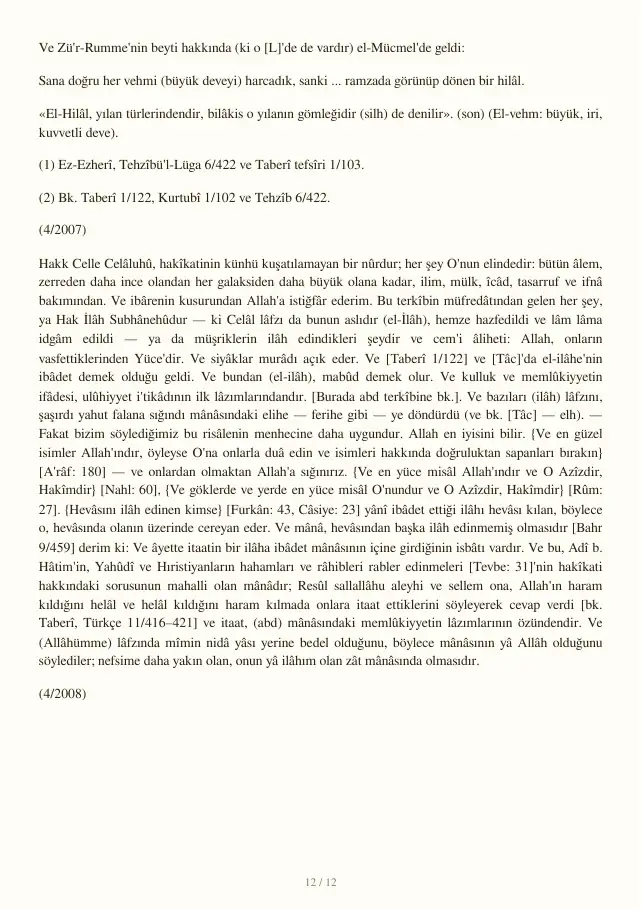 Ve Zü'r-Rumme'nin beyti hakkında (ki o [L]'de de vardır) el-Mücmel'de geldi:
Sana doğru her vehmi (büyük deveyi) harcadık, sanki ... ramzada görünüp dönen bir hilâl.
«El-Hilâl, yılan türlerindendir, bilâkis o yılanın gömleğidir (silh) de denilir». (son) (El-vehm: büyük, iri,
kuvvetli deve).
(1) Ez-Ezherî, Tehzîbü'l-Lüga 6/422 ve Taberî tefsîri 1/103.
(2) Bk. Taberî 1/122, Kurtubî 1/102 ve Tehzîb 6/422.
(4/2007)
Hakk Celle Celâluhû, hakîkatinin künhü kuşatılamayan bir nûrdur; her şey O'nun elindedir: bütün âlem,
zerreden daha ince olandan her galaksiden daha büyük olana kadar, ilim, mülk, îcâd, tasarruf ve ifnâ
bakımından. Ve ibârenin kusurundan Allah'a istiğfâr ederim. Bu terkîbin müfredâtından gelen her şey,
ya Hak İlâh Subhânehûdur — ki Celâl lâfzı da bunun aslıdır (el-İlâh), hemze hazfedildi ve lâm lâma
idgâm edildi — ya da müşriklerin ilâh edindikleri şeydir ve cem'i âliheti: Allah, onların
vasfettiklerinden Yüce'dir. Ve siyâklar murâdı açık eder. Ve [Taberî 1/122] ve [Tâc]'da el-ilâhe'nin
ibâdet demek olduğu geldi. Ve bundan (el-ilâh), mabûd demek olur. Ve kulluk ve memlûkiyyetin
ifâdesi, ulûhiyyet i'tikâdının ilk lâzımlarındandır. [Burada abd terkîbine bk.]. Ve bazıları (ilâh) lâfzını,
şaşırdı yahut falana sığındı mânâsındaki elihe — ferihe gibi — ye döndürdü (ve bk. [Tâc] — elh). —
Fakat bizim söylediğimiz bu risâlenin menhecine daha uygundur. Allah en iyisini bilir. {Ve en güzel
isimler Allah'ındır, öyleyse O'na onlarla duâ edin ve isimleri hakkında doğruluktan sapanları bırakın}
[A'râf: 180] — ve onlardan olmaktan Allah'a sığınırız. {Ve en yüce misâl Allah'ındır ve O Azîzdir,
Hakîmdir} [Nahl: 60], {Ve göklerde ve yerde en yüce misâl O'nundur ve O Azîzdir, Hakîmdir} [Rûm:
27]. {Hevâsını ilâh edinen kimse} [Furkân: 43, Câsiye: 23] yânî ibâdet ettiği ilâhı hevâsı kılan, böylece
o, hevâsında olanın üzerinde cereyan eder. Ve mânâ, hevâsından başka ilâh edinmemiş olmasıdır [Bahr
9/459] derim ki: Ve âyette itaatin bir ilâha ibâdet mânâsının içine girdiğinin isbâtı vardır. Ve bu, Adî b.
Hâtim'in, Yahûdî ve Hıristiyanların hahamları ve râhibleri rabler edinmeleri [Tevbe: 31]'nin hakîkati
hakkındaki sorusunun mahalli olan mânâdır; Resûl sallallâhu aleyhi ve sellem ona, Allah'ın haram
kıldığını helâl ve helâl kıldığını haram kılmada onlara itaat ettiklerini söyleyerek cevap verdi [bk.
Taberî, Türkçe 11/416–421] ve itaat, (abd) mânâsındaki memlûkiyyetin lâzımlarının özündendir. Ve
(Allâhümme) lâfzında mîmin nidâ yâsı yerine bedel olduğunu, böylece mânâsının yâ Allâh olduğunu
söylediler; nefsime daha yakın olan, onun yâ ilâhım olan zât mânâsında olmasıdır.
(4/2008)
12 / 12